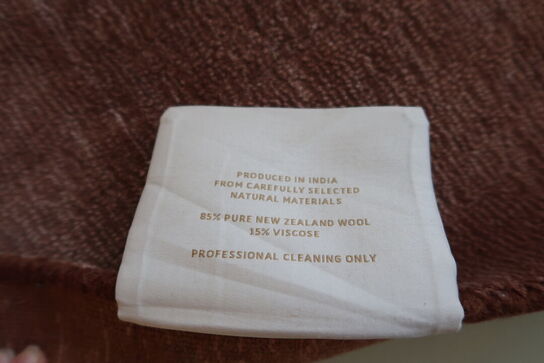 PRODUCED IN INDIA
FROM CAREFULLY SELECTED
NATURAL MATERIALS
85% PURE NEW ZEALAND WOOL
15% VISCOSE
PROFESSIONAL CLEANING ONLY